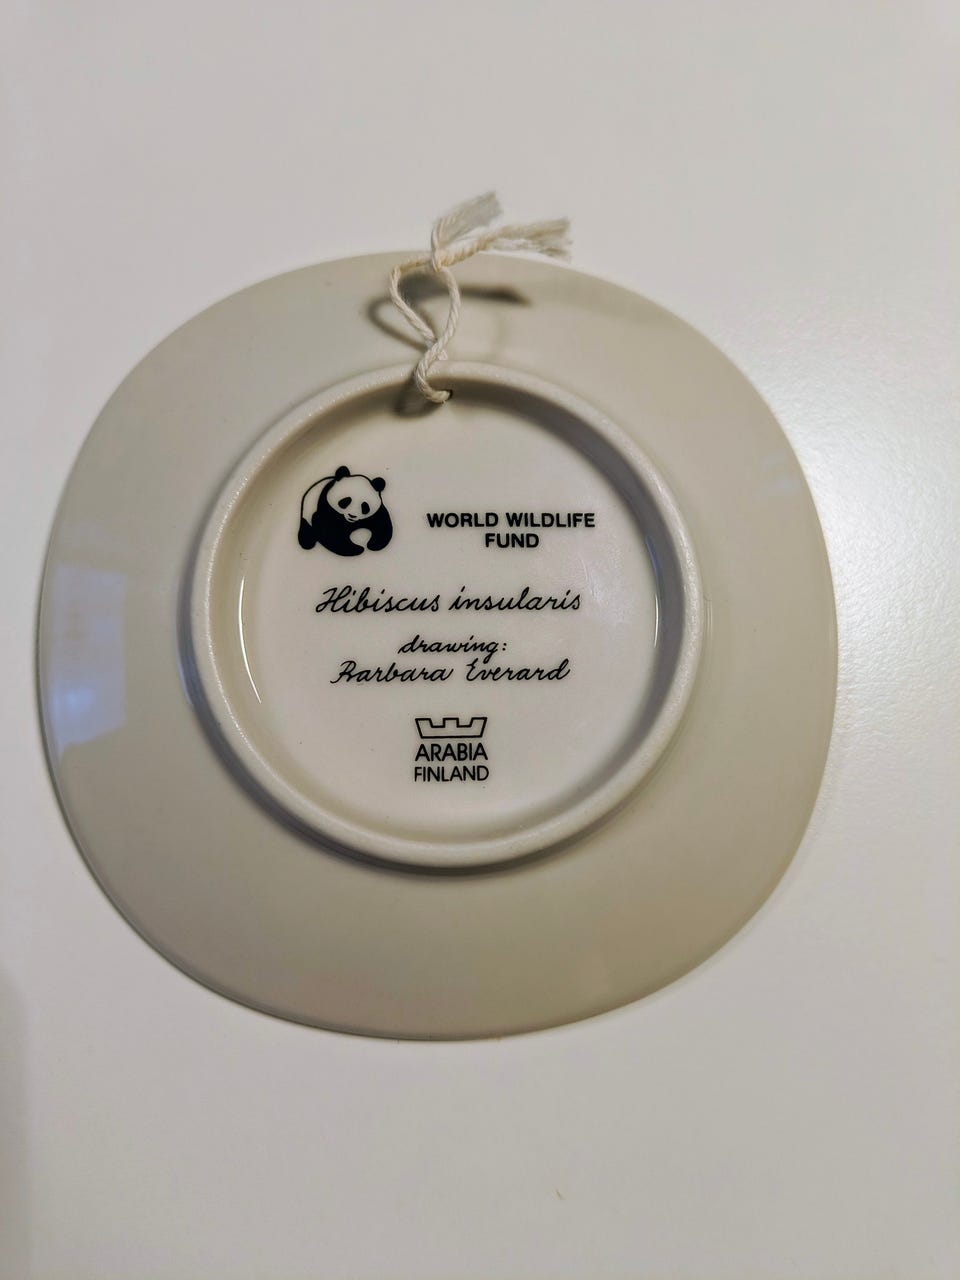 WORLD WILDLIFE
FUND
Hibiscus insularis
drawing:
Barbara Everard
ARABIA
FINLAND